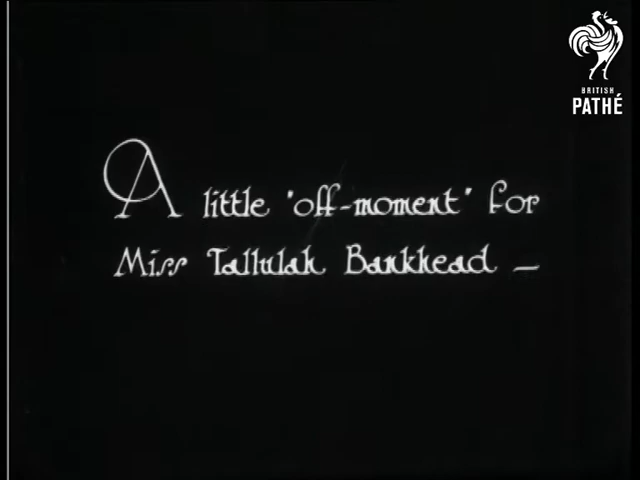 BRITISH
PATHÉ
A little "off-moment" for
Miss Tallulah Bankhead —